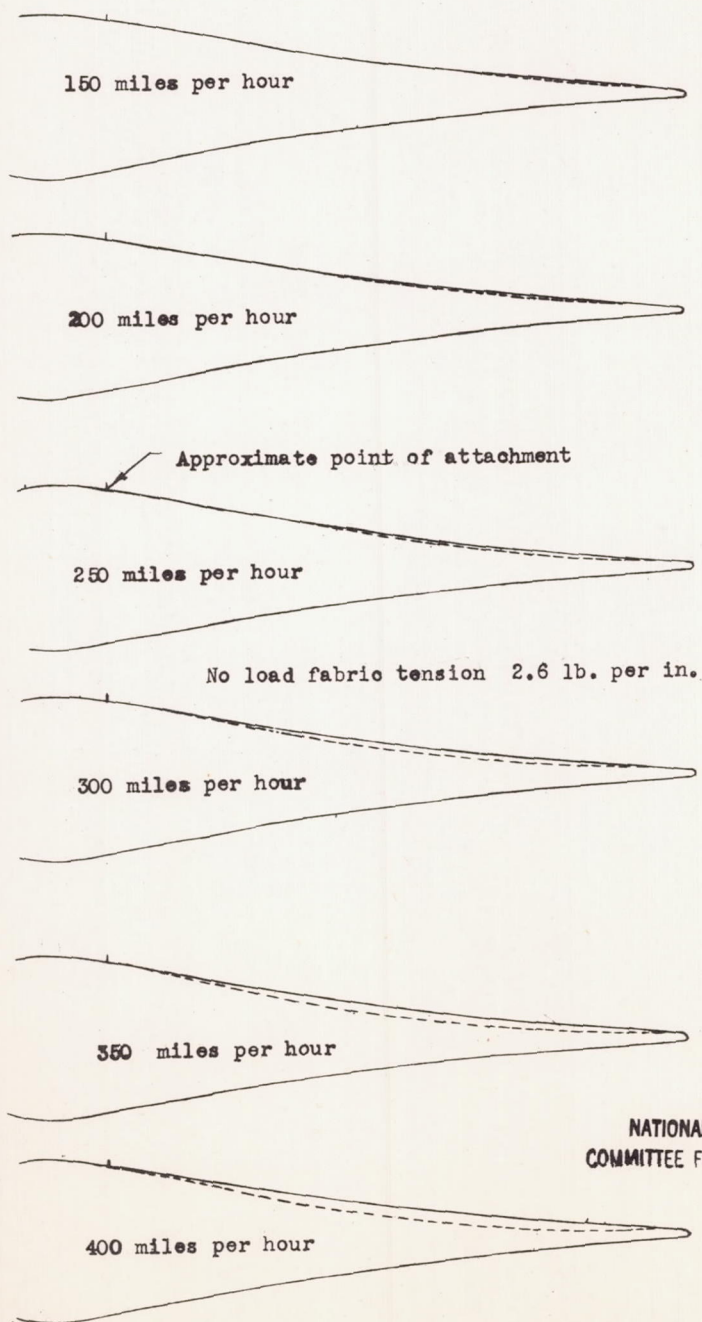 150 miles per hour
200 miles per hour
Approximate point of attachment
250 miles per hour
No load fabric tension 2.6 lb. per in.
300 miles per hour
350 miles per hour
NATIONA
COMMITTEE F
400 miles per hour